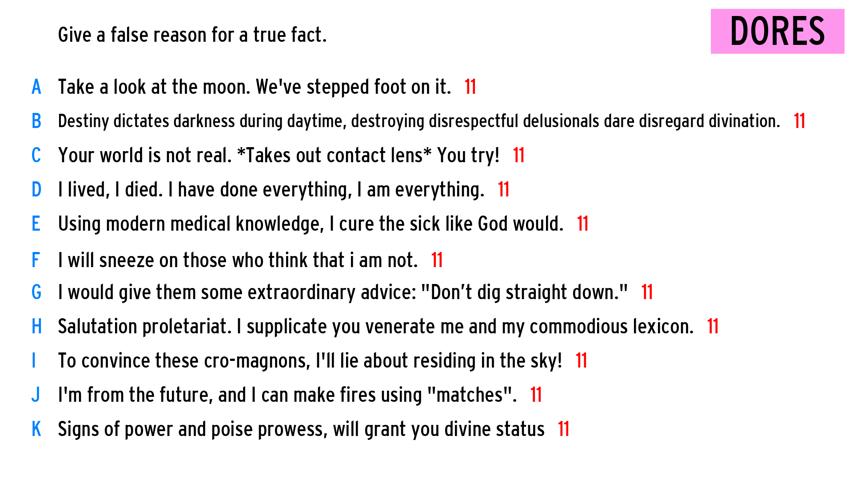 Give a false reason for a true fact.
DORES
A Take a look at the moon. We've stepped foot on it. 11
B Destiny dictates darkness during daytime, destroying disrespectful delusionals dare disregard divination. 11
C Your world is not real. *Takes out contact lens* You try! 11
D I lived, I died. I have done everything, I am everything. 11
E Using modern medical knowledge, I cure the sick like God would. 11
F I will sneeze on those who think that i am not. 11
G I would give them some extraordinary advice: "Don't dig straight down." 11
H Salutation proletariat. I supplicate you venerate me and my commodious lexicon. 11
I To convince these cro-magnons, I'll lie about residing in the sky! 11
J I'm from the future, and I can make fires using "matches". 11
K Signs of power and poise prowess, will grant you divine status 11